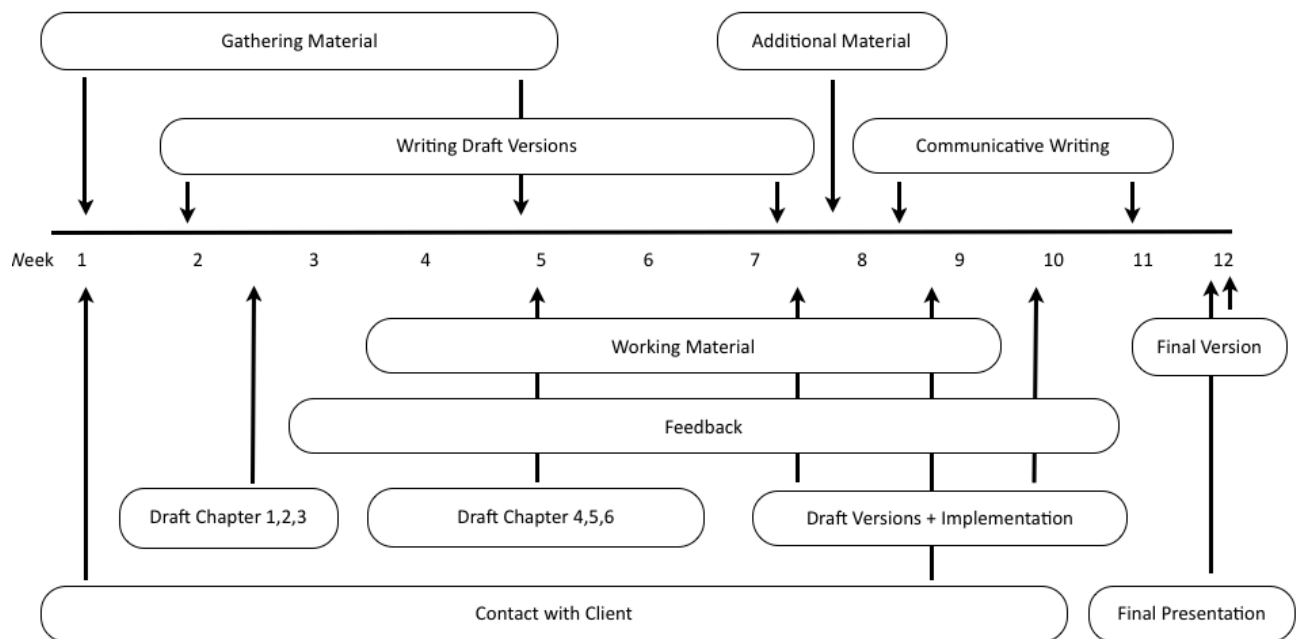 Gathering Material
Additional Material
Writing Draft Versions
Communicative Writing
Week 1 2 3 4 5 6 7 8 9 10 11 12
Working Material
Final Version
Feedback
Draft Chapter 1,2,3
Draft Chapter 4,5,6
Draft Versions + Implementation
Contact with Client
Final Presentation